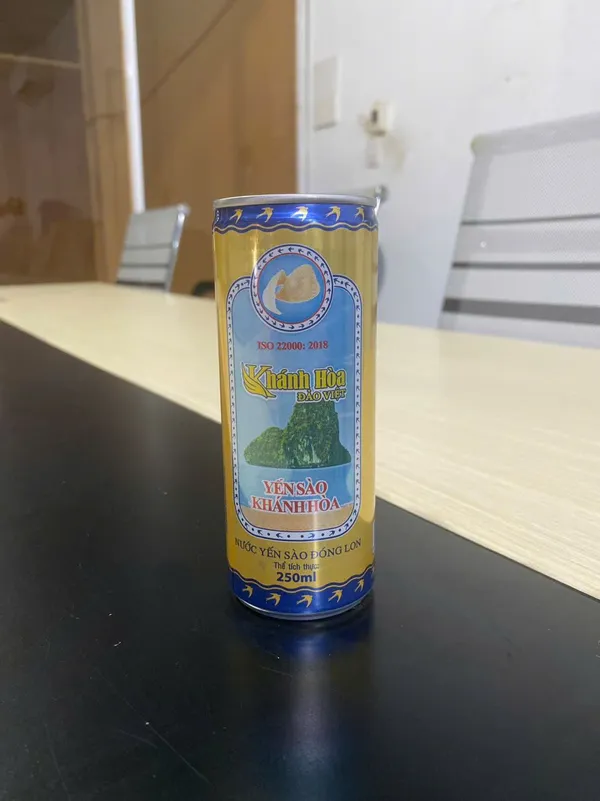 ISO 22000: 2018
Khánh Hòa
ĐẢO VIỆT
YẾN SÀO
KHÁNH HÒA
NƯỚC YẾN SÀO ĐÓNG LON
Thể tích thực:
250ml